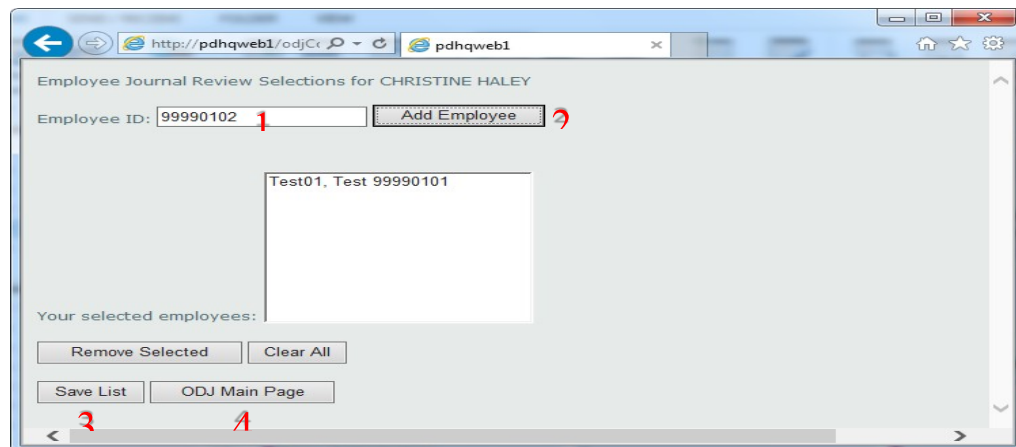 http://pdhqweb1/odjCc
pdhqweb1
Employee Journal Review Selections for CHRISTINE HALEY
Employee ID: 99990102 1 Add Employee 2
Test01, Test 99990101
Your selected employees:
Remove Selected Clear All
Save List ODJ Main Page
3 4